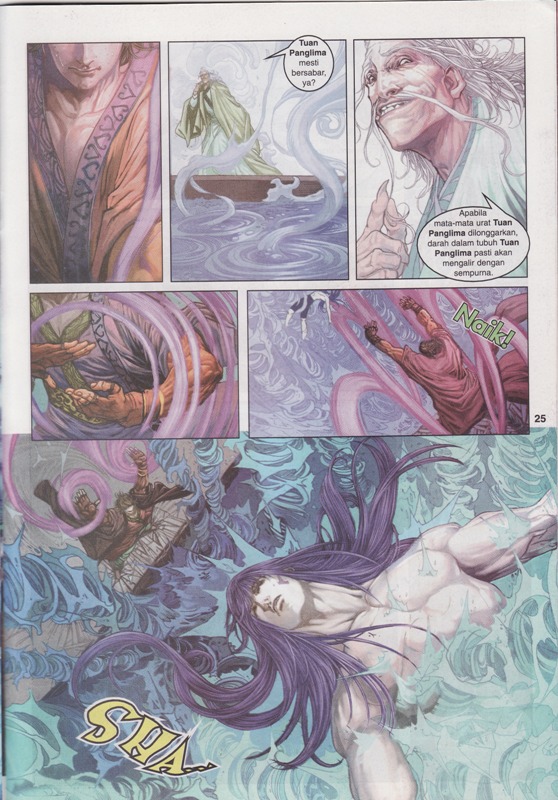 Tuan
Panglima
mesti
bersabar,
ya?
Apabila
mata-mata urat Tuan
Panglima dilonggarkan,
darah dalam tubuh Tuan
Panglima pasti akan
mengalir dengan
sempurna.
Naik!
25
SHA...